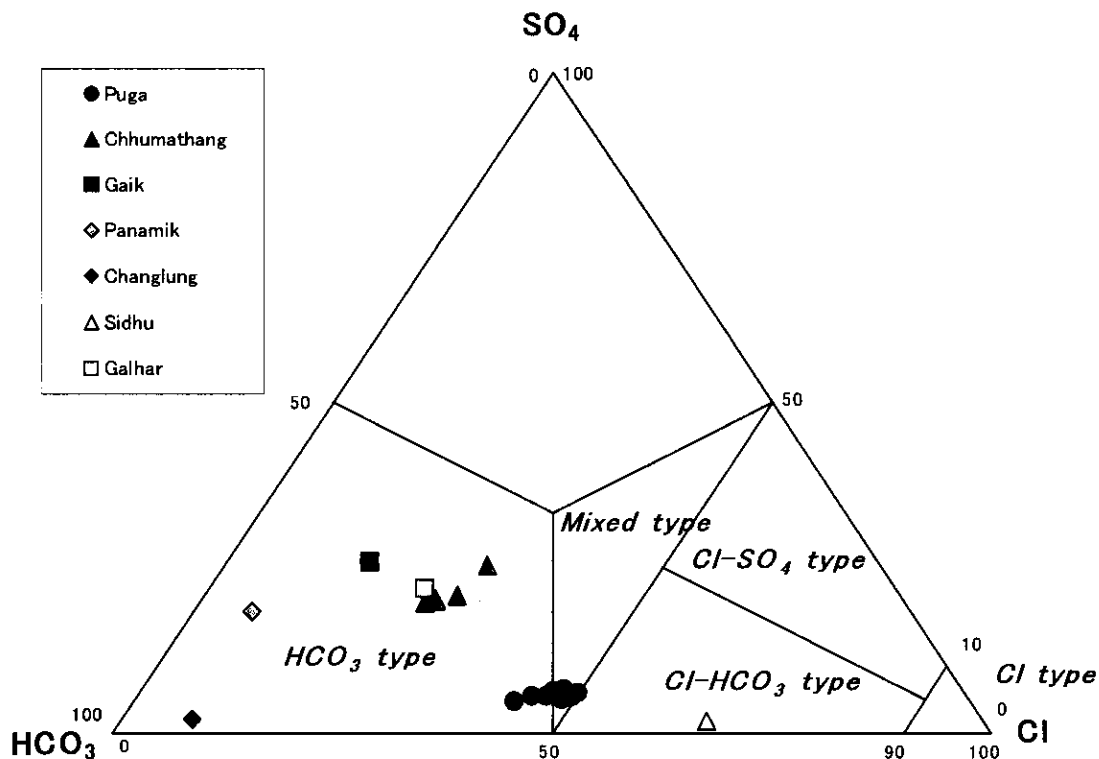 SO₄
0 100
Puga
Chhumathang
Gaik
Panamik
Changlung
Sidhu
Galhar
50 50
Mixed type
Cl-SO₄ type
HCO₃ type
Cl-HCO₃ type
10
Cl type
100 0
HCO₃ Cl
0 50 90 100